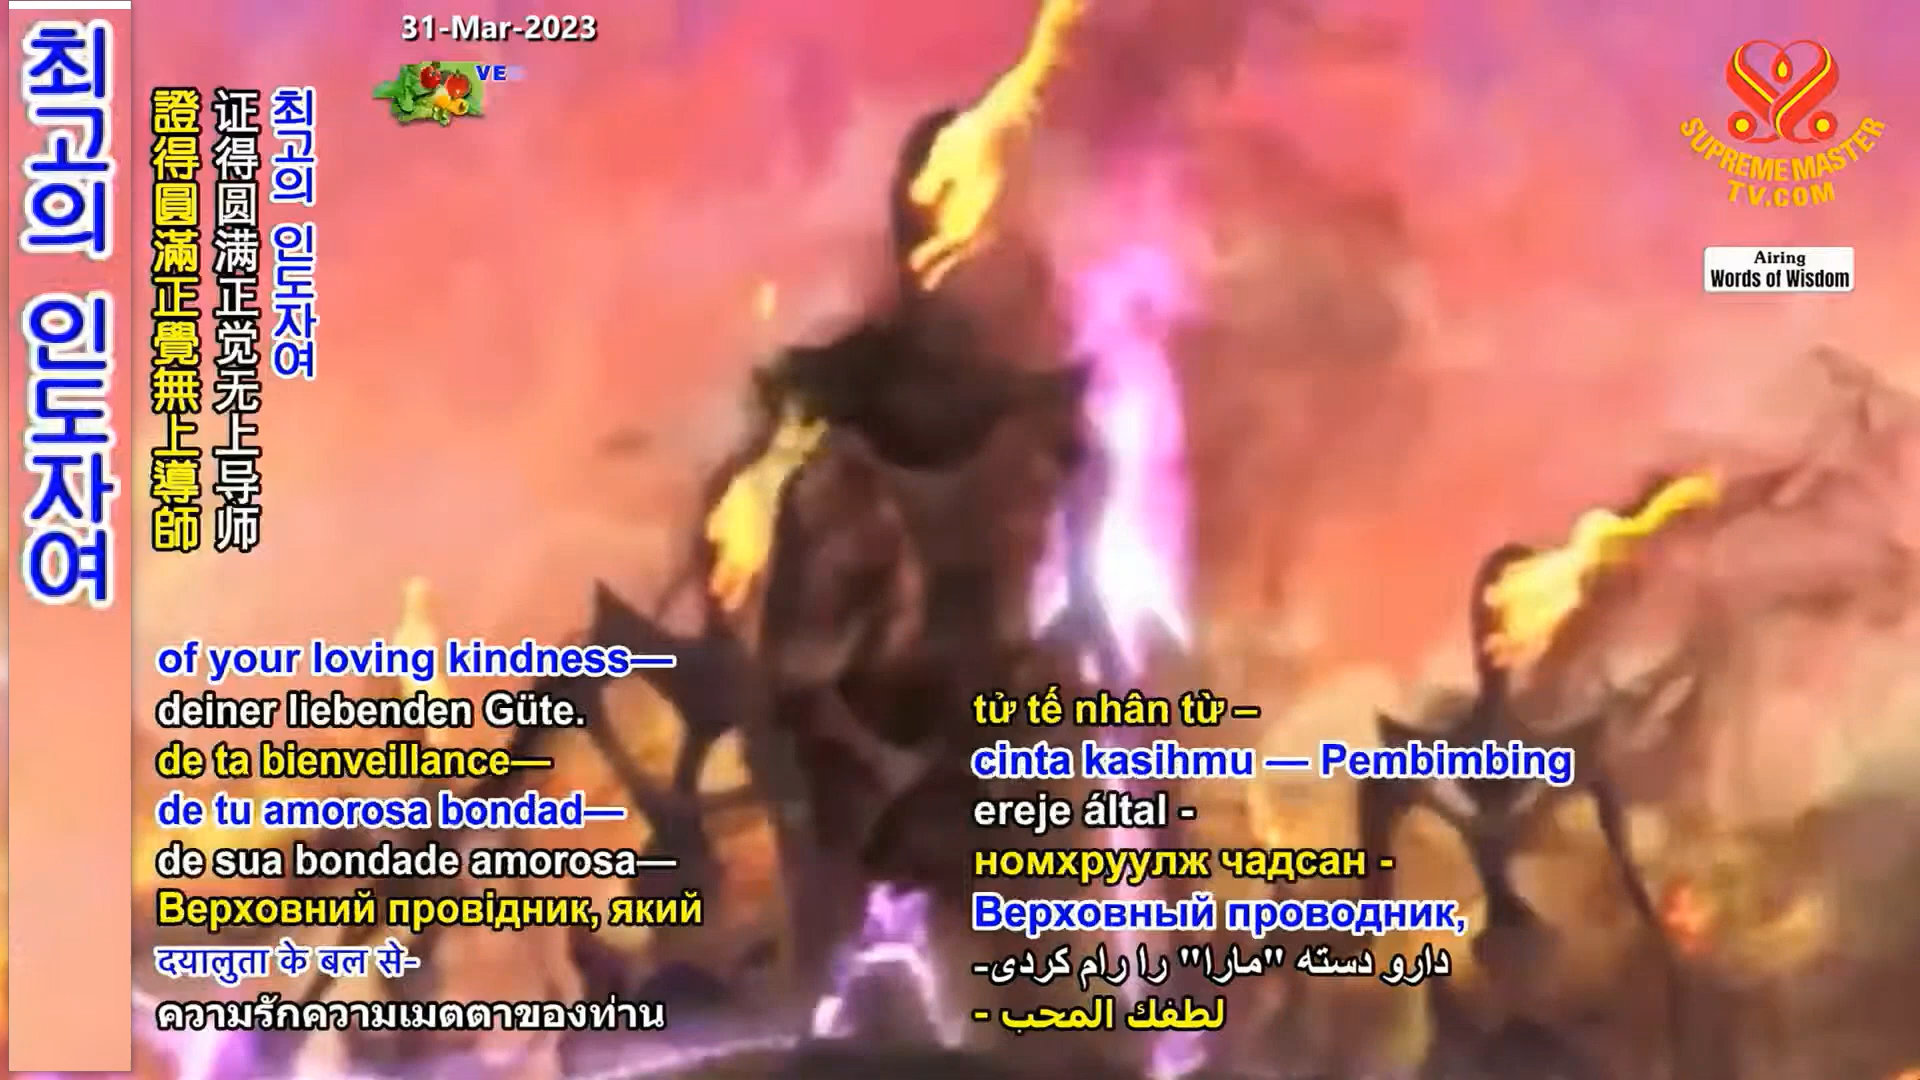 최고의 인도자여
31-Mar-2023
VE
證得圓滿正覺無上導師
证得圆满正觉无上导师
최고의 인도자여
SUPREME MASTER
TV.COM
Airing
Words of Wisdom
of your loving kindness—
deiner liebenden Güte.
de ta bienveillance—
de tu amorosa bondad—
de sua bondade amorosa—
Верховний провідник, який
दयालुता के बल से-
ความรักความเมตตาของท่าน
tử tế nhân từ –
cinta kasihmu — Pembimbing
ereje által -
номхруулж чадсан -
Верховный проводник,
دارو دسته "مارا" را رام کردی-
لطفك المحب -